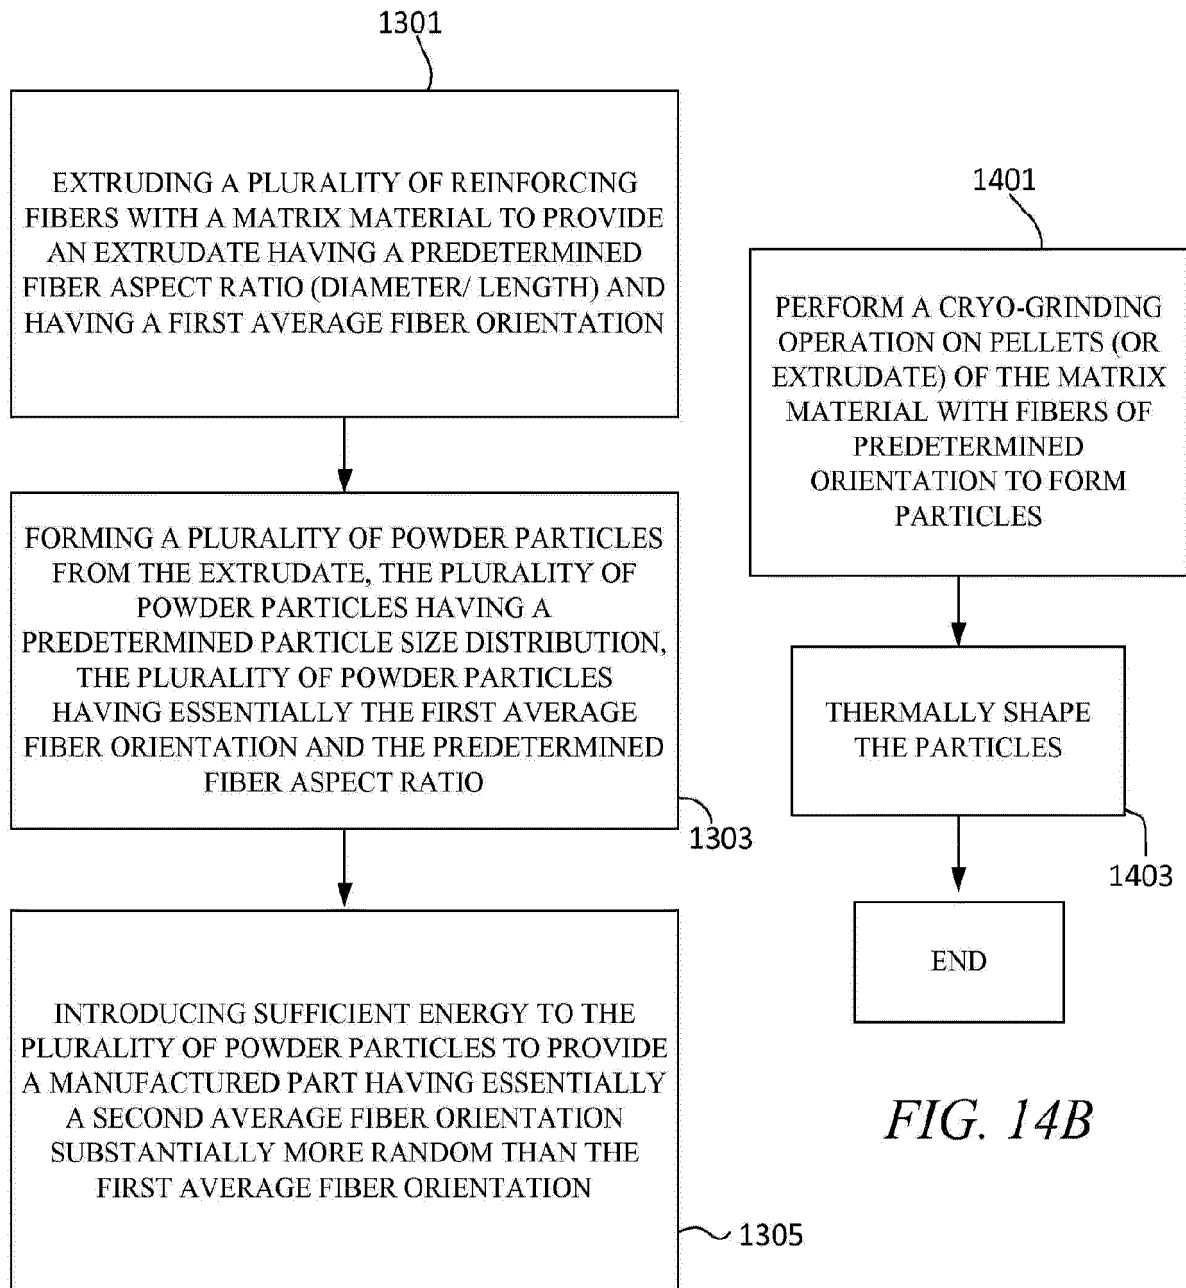 1301
EXTRUDING A PLURALITY OF REINFORCING
FIBERS WITH A MATRIX MATERIAL TO PROVIDE
AN EXTRUDATE HAVING A PREDETERMINED
FIBER ASPECT RATIO (DIAMETER/ LENGTH) AND
HAVING A FIRST AVERAGE FIBER ORIENTATION
FORMING A PLURALITY OF POWDER PARTICLES
FROM THE EXTRUDATE, THE PLURALITY OF
POWDER PARTICLES HAVING A
PREDETERMINED PARTICLE SIZE DISTRIBUTION,
THE PLURALITY OF POWDER PARTICLES
HAVING ESSENTIALLY THE FIRST AVERAGE
FIBER ORIENTATION AND THE PREDETERMINED
FIBER ASPECT RATIO
1303
INTRODUCING SUFFICIENT ENERGY TO THE
PLURALITY OF POWDER PARTICLES TO PROVIDE
A MANUFACTURED PART HAVING ESSENTIALLY
A SECOND AVERAGE FIBER ORIENTATION
SUBSTANTIALLY MORE RANDOM THAN THE
FIRST AVERAGE FIBER ORIENTATION
1305
1401
PERFORM A CRYO-GRINDING
OPERATION ON PELLETS (OR
EXTRUDATE) OF THE MATRIX
MATERIAL WITH FIBERS OF
PREDETERMINED
ORIENTATION TO FORM
PARTICLES
THERMALLY SHAPE
THE PARTICLES
1403
END
FIG. 14B